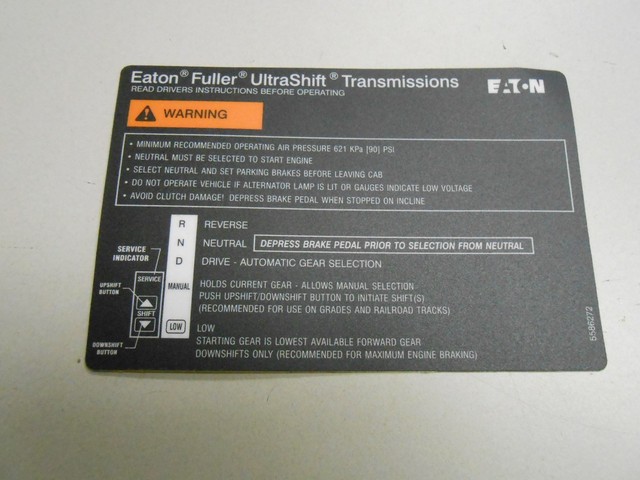 Eaton® Fuller® UltraShift® Transmissions
READ DRIVERS INSTRUCTIONS BEFORE OPERATING
EATON
WARNING
• MINIMUM RECOMMENDED OPERATING AIR PRESSURE 621 KPa [90] PSI
• NEUTRAL MUST BE SELECTED TO START ENGINE
• SELECT NEUTRAL AND SET PARKING BRAKES BEFORE LEAVING CAB
• DO NOT OPERATE VEHICLE IF ALTERNATOR LAMP IS LIT OR GAUGES INDICATE LOW VOLTAGE
• AVOID CLUTCH DAMAGE! DEPRESS BRAKE PEDAL WHEN STOPPED ON INCLINE
R REVERSE
N NEUTRAL DEPRESS BRAKE PEDAL PRIOR TO SELECTION FROM NEUTRAL
D DRIVE - AUTOMATIC GEAR SELECTION
MANUAL HOLDS CURRENT GEAR - ALLOWS MANUAL SELECTION
PUSH UPSHIFT/DOWNSHIFT BUTTON TO INITIATE SHIFT(S)
(RECOMMENDED FOR USE ON GRADES AND RAILROAD TRACKS)
LOW LOW
STARTING GEAR IS LOWEST AVAILABLE FORWARD GEAR
DOWNSHIFTS ONLY (RECOMMENDED FOR MAXIMUM ENGINE BRAKING)
SERVICE
INDICATOR
SERVICE
UPSHIFT
BUTTON
SHIFT
DOWNSHIFT
BUTTON
5586272